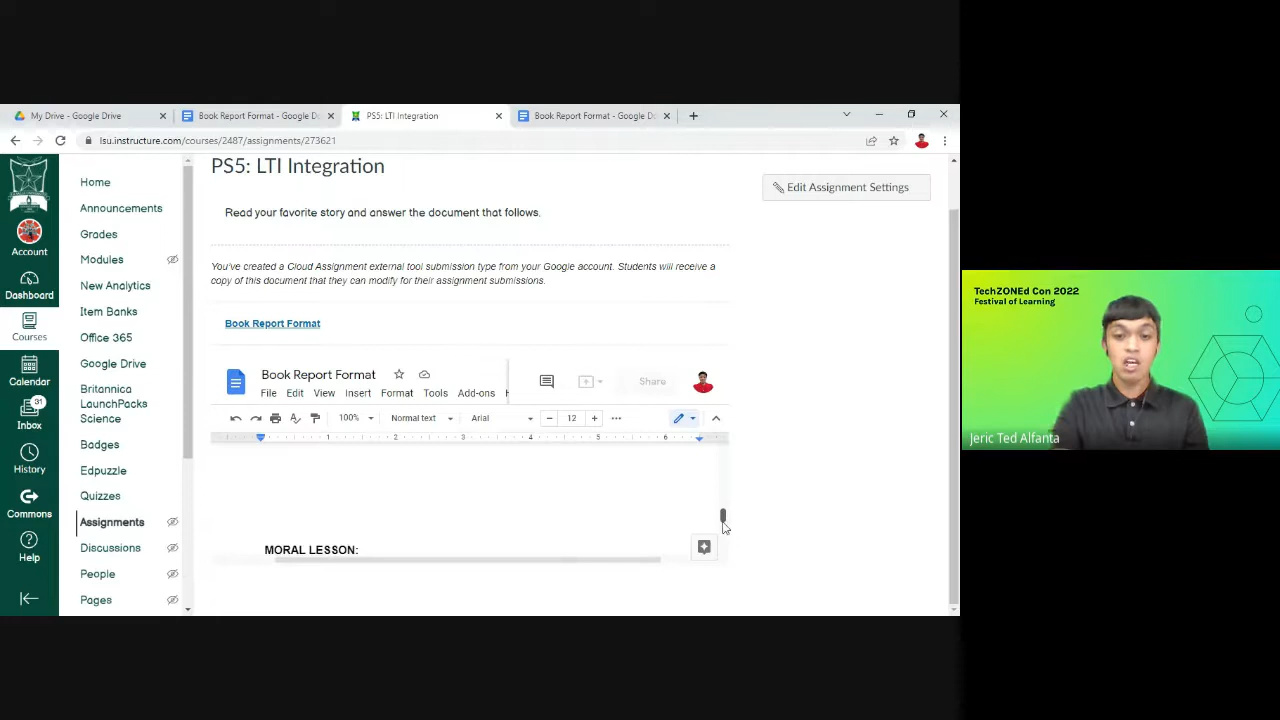 My Drive - Google Drive
Book Report Format - Google D
PS5: LTI Integration
Book Report Format - Google D
lsu.instructure.com/courses/2487/assignments/273621
Account
Dashboard
Courses
Calendar
31
Inbox
History
Commons
Help
Home
Announcements
Grades
Modules
New Analytics
Item Banks
Office 365
Google Drive
Britannica
LaunchPacks
Science
Badges
Edpuzzle
Quizzes
Assignments
Discussions
People
Pages
PS5: LTI Integration
Edit Assignment Settings
Read your favorite story and answer the document that follows.
You've created a Cloud Assignment external tool submission type from your Google account. Students will receive a
copy of this document that they can modify for their assignment submissions.
Book Report Format
Book Report Format
Share
File Edit View Insert Format Tools Add-ons
100% Normal text Arial 12
1 2 3 4 5 6
MORAL LESSON:
TechZONEd Con 2022
Festival of Learning
Jeric Ted Alfanta